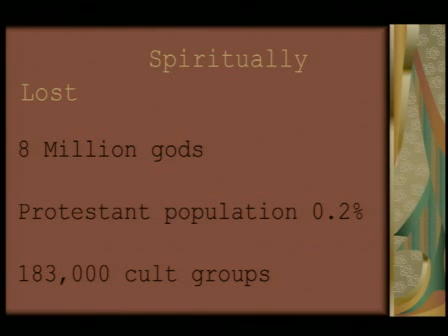 Spiritually
Lost
8 Million gods
Protestant population 0.2%
183,000 cult groups